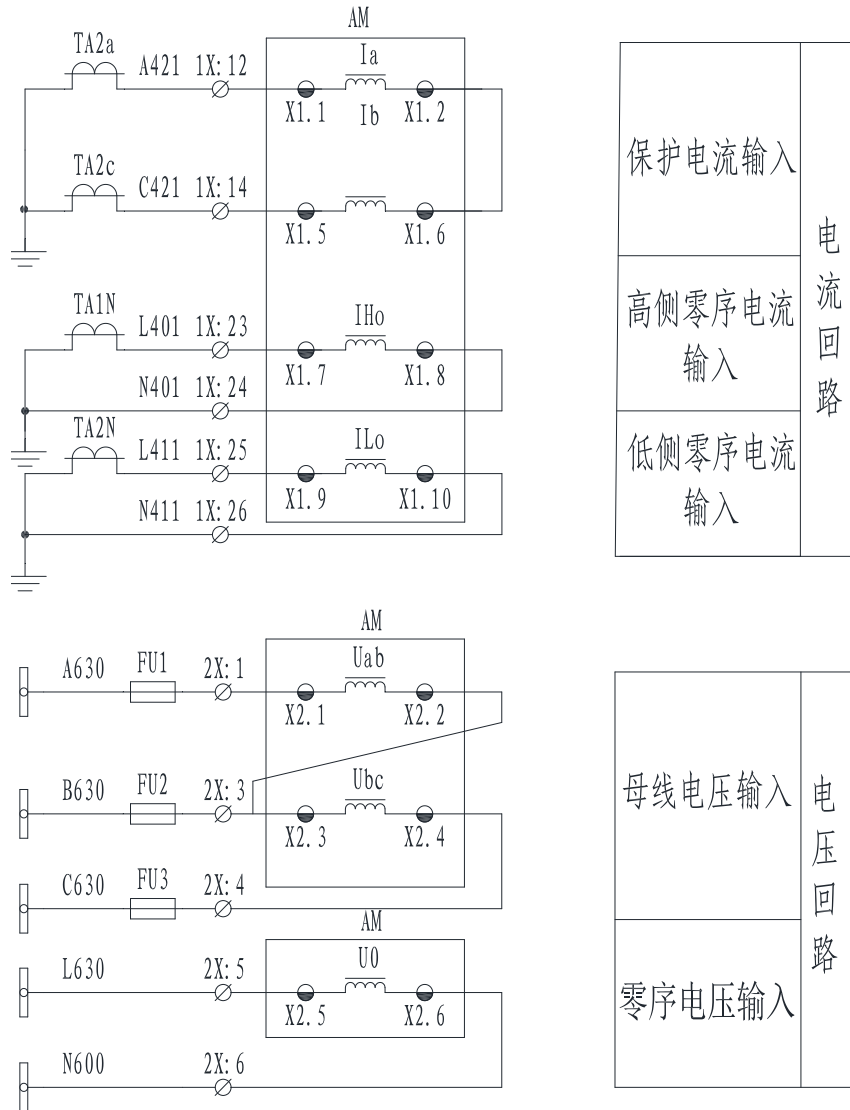 AM
TA2a A421 1X:12 Ia
X1.1 Ib X1.2
保护电流输入
TA2c C421 1X:14
X1.5 X1.6
TA1N L401 1X:23 IHo
X1.7 X1.8
高侧零序电流
输入
N401 1X:24
TA2N L411 1X:25 ILo
X1.9 X1.10
低侧零序电流
输入
N411 1X:26
电流回路
AM
A630 FU1 2X:1 Uab
X2.1 X2.2
B630 FU2 2X:3 Ubc
X2.3 X2.4
母线电压输入
C630 FU3 2X:4
AM
L630 2X:5 U0
X2.5 X2.6
零序电压输入
N600 2X:6
电压回路